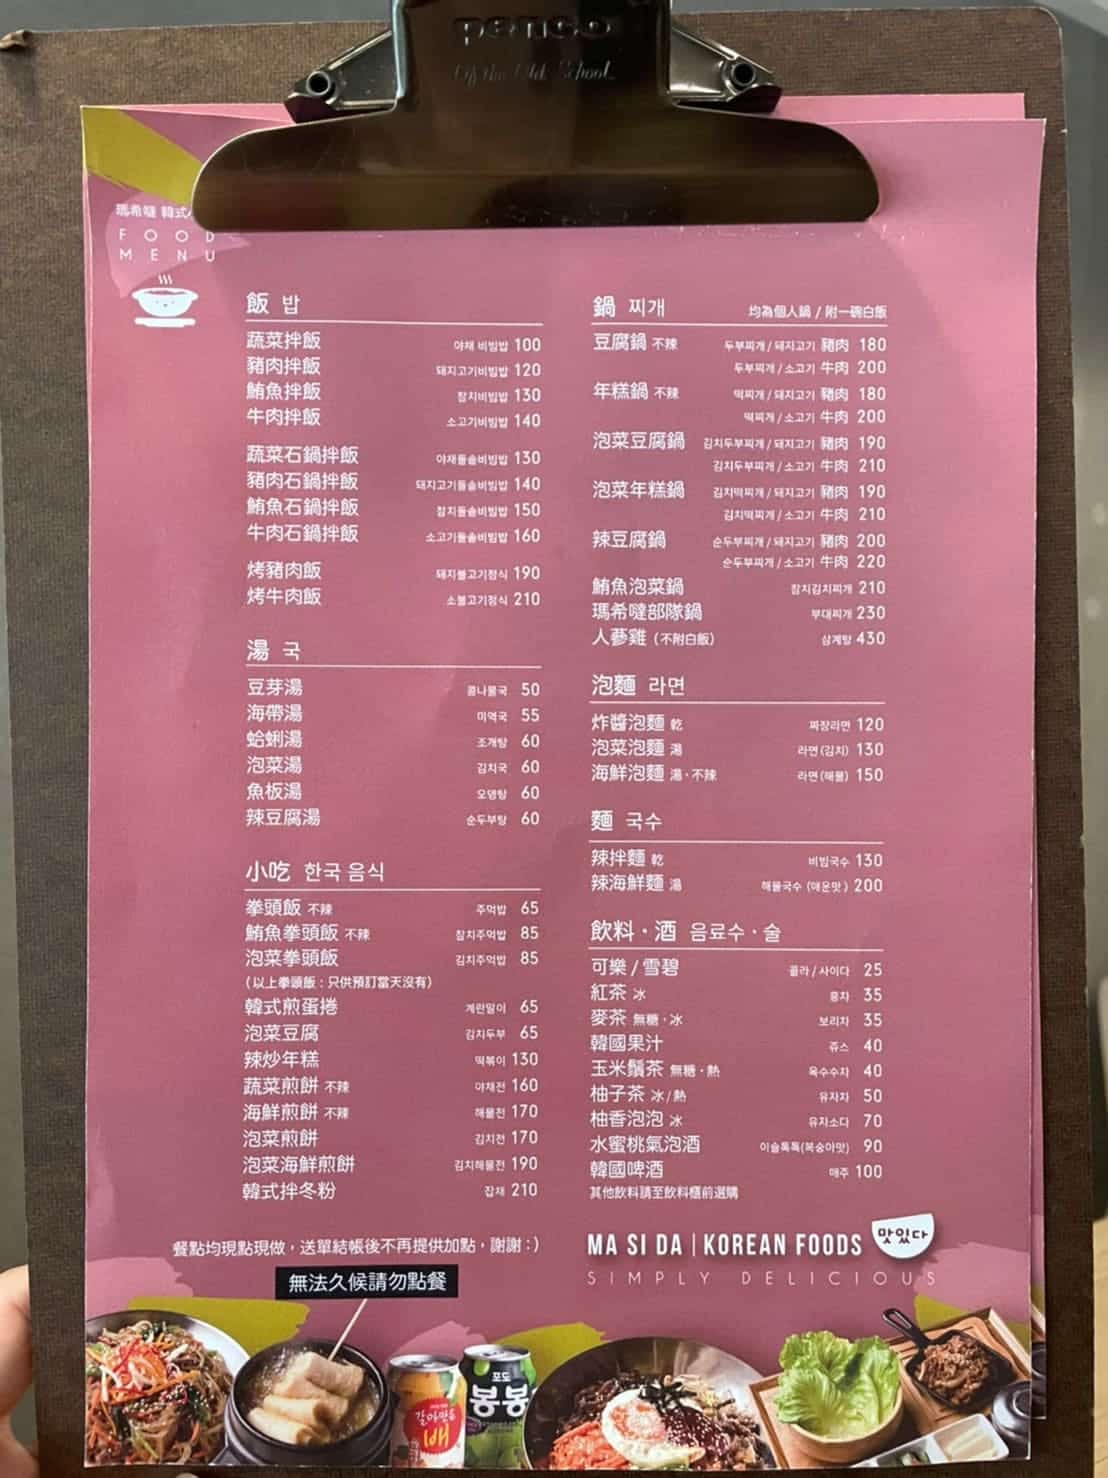 penco
Of the Old School.
瑪希噠 韓式
FOOD
MENU
飯 밥
蔬菜拌飯 야채 비빔밥 100
豬肉拌飯 돼지고기비빔밥 120
鮪魚拌飯 참치비빔밥 130
牛肉拌飯 소고기비빔밥 140
蔬菜石鍋拌飯 야채돌솥비빔밥 130
豬肉石鍋拌飯 돼지고기돌솥비빔밥 140
鮪魚石鍋拌飯 참치돌솥비빔밥 150
牛肉石鍋拌飯 소고기돌솥비빔밥 160
烤豬肉飯 돼지불고기정식 190
烤牛肉飯 소불고기정식 210
湯 국
豆芽湯 콩나물국 50
海帶湯 미역국 55
蛤蜊湯 조개탕 60
泡菜湯 김치국 60
魚板湯 오뎅탕 60
辣豆腐湯 순두부탕 60
小吃 한국 음식
拳頭飯 不辣 주먹밥 65
鮪魚拳頭飯 不辣 참치주먹밥 85
泡菜拳頭飯 김치주먹밥 85
(以上拳頭飯：只供預訂當天沒有)
韓式煎蛋捲 계란말이 65
泡菜豆腐 김치두부 65
辣炒年糕 떡볶이 130
蔬菜煎餅 不辣 야채전 160
海鮮煎餅 不辣 해물전 170
泡菜煎餅 김치전 170
泡菜海鮮煎餅 김치해물전 190
韓式拌冬粉 잡채 210
餐點均現點現做，送單結帳後不再提供加點，謝謝 :)
無法久候請勿點餐
鍋 찌개 均為個人鍋 / 附一碗白飯
豆腐鍋 不辣 두부찌개 / 돼지고기 豬肉 180
두부찌개 / 소고기 牛肉 200
年糕鍋 不辣 떡찌개 / 돼지고기 豬肉 180
떡찌개 / 소고기 牛肉 200
泡菜豆腐鍋 김치두부찌개 / 돼지고기 豬肉 190
김치두부찌개 / 소고기 牛肉 210
泡菜年糕鍋 김치떡찌개 / 돼지고기 豬肉 190
김치떡찌개 / 소고기 牛肉 210
辣豆腐鍋 순두부찌개 / 돼지고기 豬肉 200
순두부찌개 / 소고기 牛肉 220
鮪魚泡菜鍋 참치김치찌개 210
瑪希噠部隊鍋 부대찌개 230
人蔘雞 (不附白飯) 삼계탕 430
泡麵 라면
炸醬泡麵 乾 짜장라면 120
泡菜泡麵 湯 라면 (김치) 130
海鮮泡麵 湯 · 不辣 라면 (해물) 150
麵 국수
辣拌麵 乾 비빔국수 130
辣海鮮麵 湯 해물국수 (매운맛) 200
飲料 · 酒 음료수 · 술
可樂 / 雪碧 콜라 / 사이다 25
紅茶 冰 홍차 35
麥茶 無糖 · 冰 보리차 35
韓國果汁 쥬스 40
玉米鬚茶 無糖 · 熱 옥수수차 40
柚子茶 冰 / 熱 유자차 50
柚香泡泡 冰 유자소다 70
水蜜桃氣泡酒 이슬톡톡(복숭아맛) 90
韓國啤酒 매주 100
其他飲料請至飲料櫃前選購
MA SI DA | KOREAN FOODS 맛있다
SIMPLY DELICIOUS
갈아만든
배
포도
봉봉